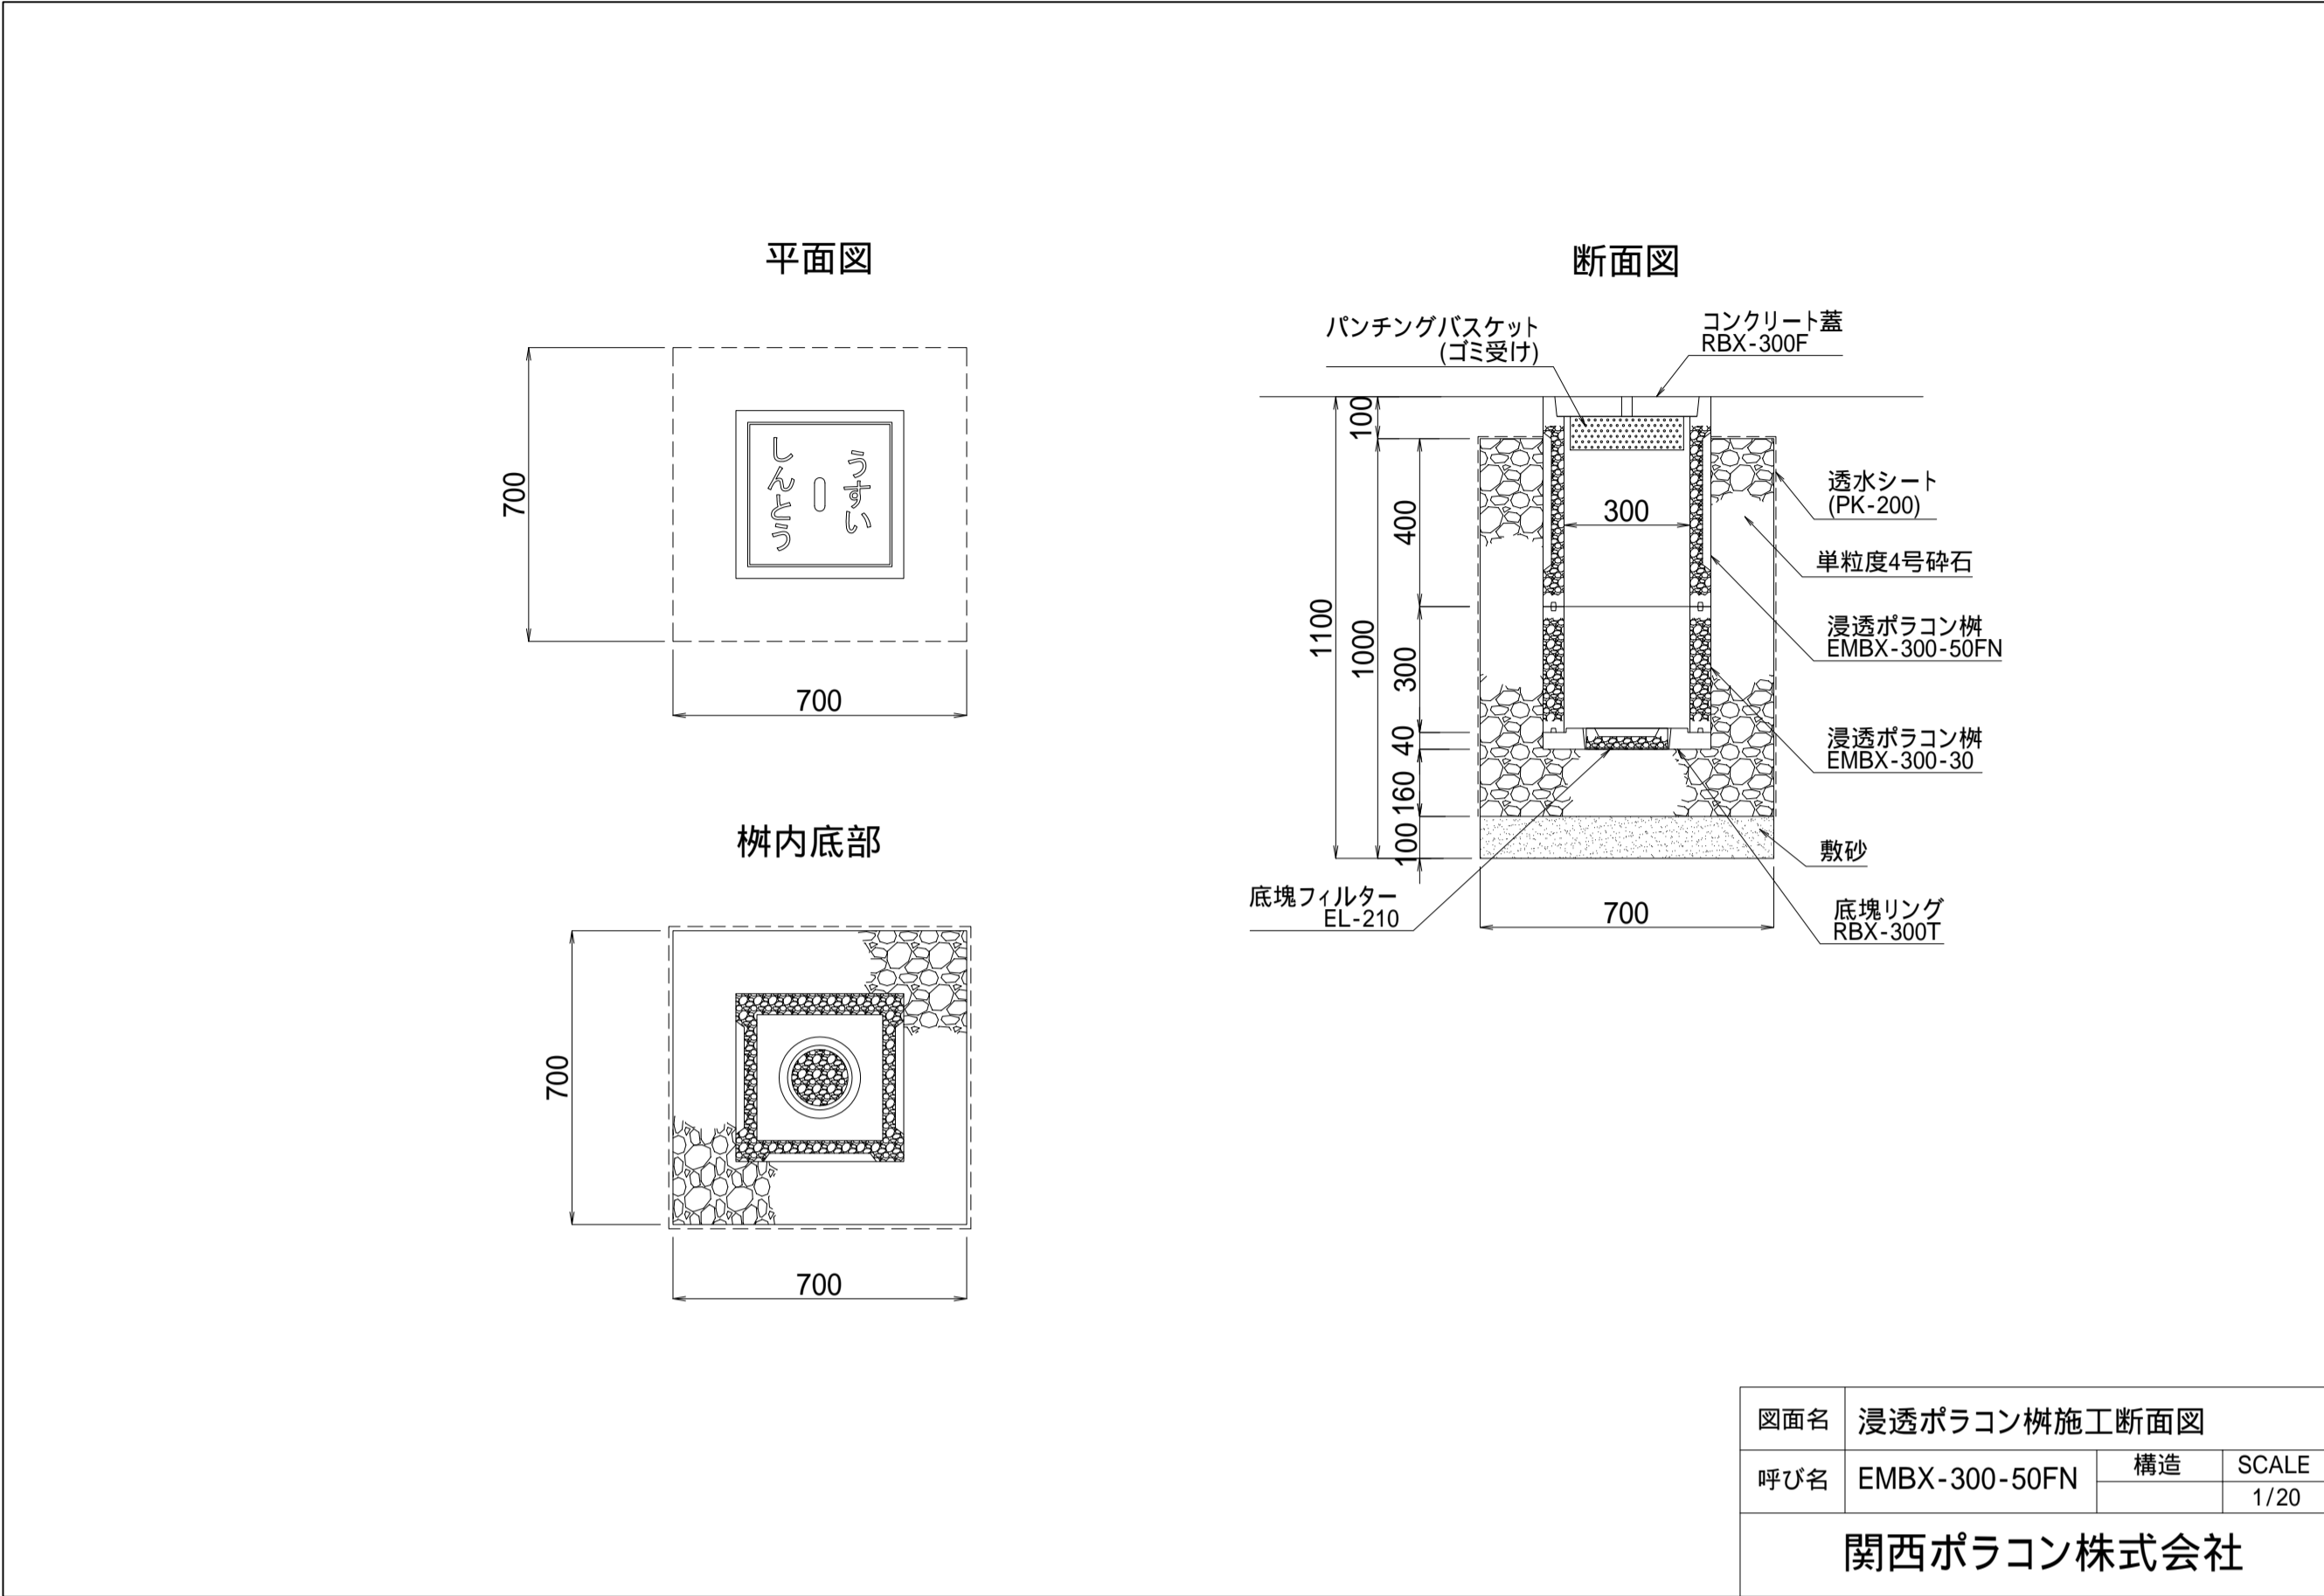 平面図
700
うすい
しんとう
700
桝内底部
700
700
断面図
パンチングバスケット
(ゴミ受け)
コンクリート蓋
RBX-300F
100
1100
1000
400
300
40
160
100
300
700
透水シート
(PK-200)
単粒度4号砕石
浸透ポラコン桝
EMBX-300-50FN
浸透ポラコン桝
EMBX-300-30
敷砂
底塊フィルター
EL-210
底塊リング
RBX-300T
図面名 浸透ポラコン桝施工断面図
呼び名 EMBX-300-50FN 構造 SCALE
1/20
関西ポラコン株式会社